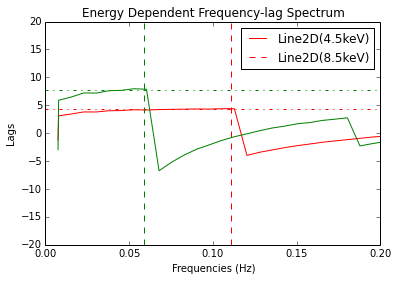 Energy Dependent Frequency-lag Spectrum
Line2D(4.5keV)
Line2D(8.5keV)
20
15
10
5
0
−5
−10
−15
−20
Lags
0.00 0.05 0.10 0.15 0.20
Frequencies (Hz)